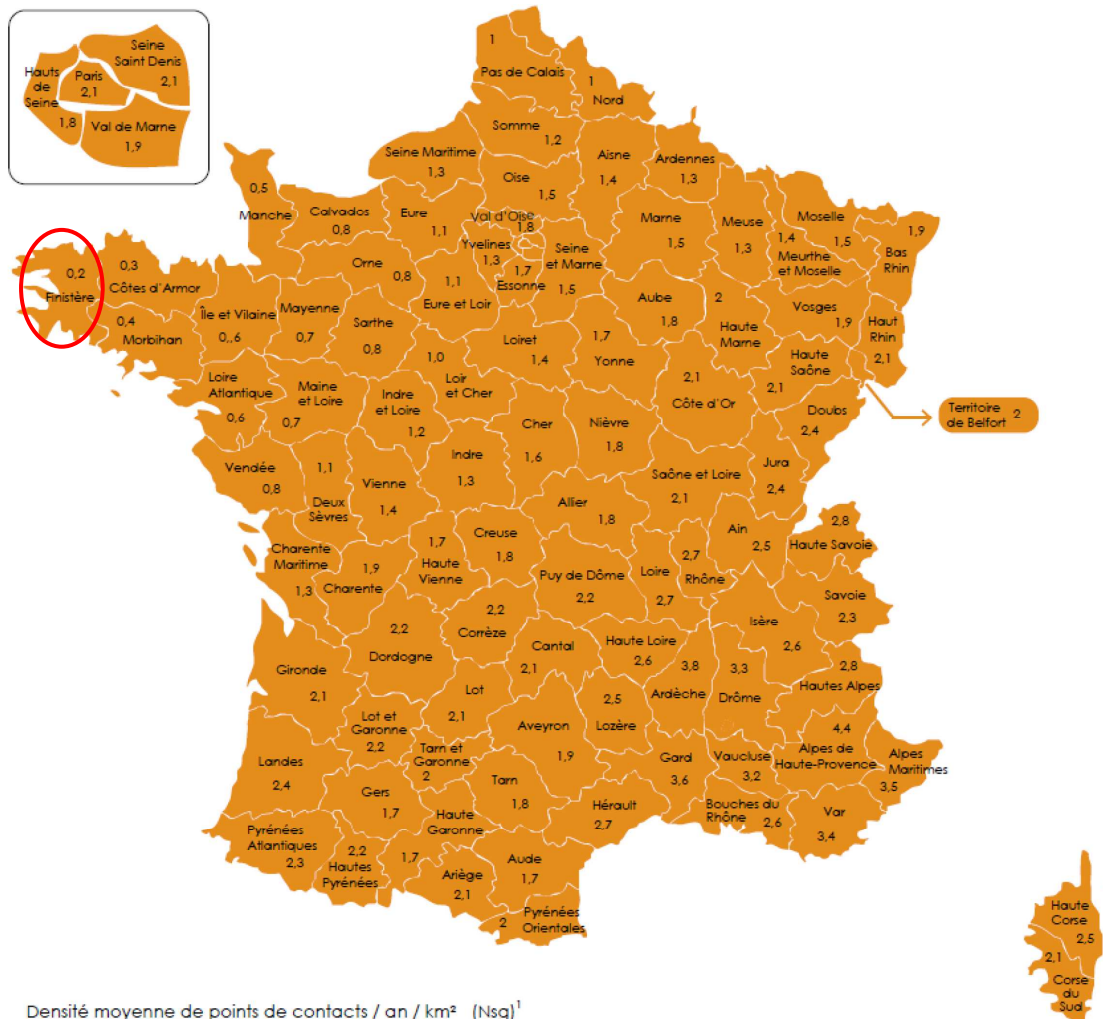 Seine
Saint Denis
2,1
Hauts
de
Seine
1,8
Paris
2,1
Val de Marne
1,9
1
Pas de Calais
1
Nord
Somme
1,2
Seine Maritime
1,3
Oise
1,5
Aisne
1,4
Ardennes
1,3
0,5
Manche
Calvados
0,8
Eure
1,1
Val d'Oise
1,8
Yvelines
1,3
1,7
Essonne
Seine
et Marne
1,5
Marne
1,5
Meuse
1,3
Moselle
1,5
1,4
Meurthe
et Moselle
1,9
Bas
Rhin
0,2
Finistère
0,3
Côtes d'Armor
0,4
Morbihan
Île et Vilaine
0,6
Mayenne
0,7
Orne
0,8
Sarthe
0,8
1,1
Eure et Loir
Loiret
1,4
1,0
Loir
et Cher
1,7
Yonne
Aube
1,8
2
Haute
Marne
Vosges
1,9
Haut
Rhin
2,1
Haute
Saône
2,1
Territoire
de Belfort
2
Loire
Atlantique
0,6
Maine
et Loire
0,7
Indre
et Loire
1,2
Cher
1,6
Nièvre
1,8
2,1
Côte d'Or
Doubs
2,4
Jura
2,4
Vendée
0,8
1,1
Deux
Sèvres
Vienne
1,4
Indre
1,3
Allier
1,8
Saône et Loire
2,1
Ain
2,5
2,8
Haute Savoie
Charente
Maritime
1,3
1,9
Charente
1,7
Haute
Vienne
Creuse
1,8
Puy de Dôme
2,2
Loire
2,7
2,7
Rhône
Savoie
2,3
Isère
2,6
2,2
Dordogne
2,2
Corrèze
Cantal
2,1
Haute Loire
2,6
3,8
Ardèche
3,3
Drôme
2,8
Hautes Alpes
Gironde
2,1
Lot et
Garonne
2,2
Lot
2,1
Aveyron
1,9
2,5
Lozère
Gard
3,6
Vaucluse
3,2
4,4
Alpes de
Haute-Provence
Alpes
Maritimes
3,5
Landes
2,4
Gers
1,7
Tarn et
Garonne
2
Tarn
1,8
Hérault
2,7
Bouches du
Rhône
2,6
Var
3,4
Pyrénées
Atlantiques
2,3
2,2
Hautes
Pyrénées
Haute
Garonne
1,7
Ariège
2,1
Aude
1,7
2
Pyrénées
Orientales
Haute
Corse
2,5
2,1
Corse
du
Sud
Densité moyenne de points de contacts / an / km² (Nsg)¹